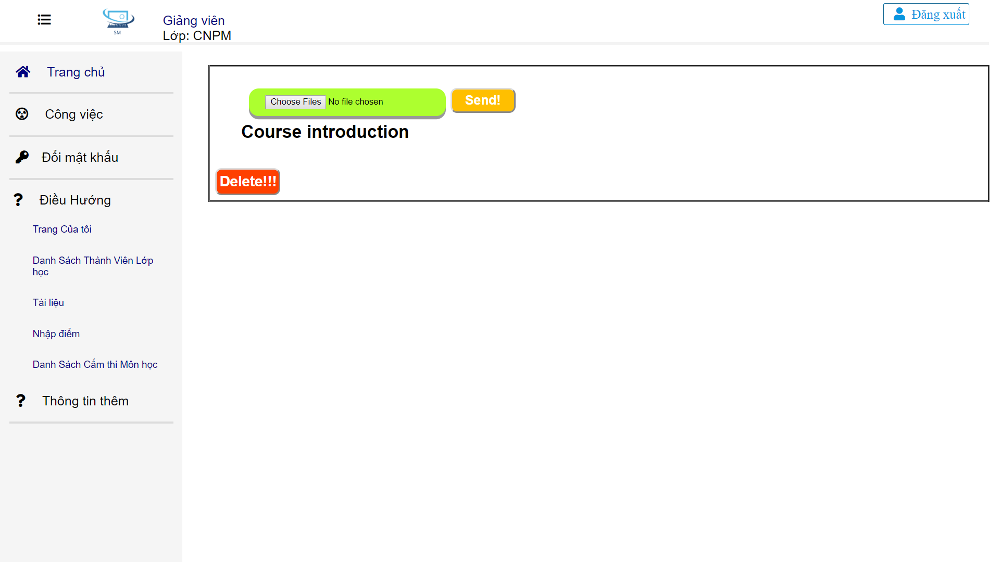 SM
Giảng viên
Lớp: CNPM
Đăng xuất
Trang chủ
Công việc
Đổi mật khẩu
Điều Hướng
Trang Của tôi
Danh Sách Thành Viên Lớp
học
Tài liệu
Nhập điểm
Danh Sách Cấm thi Môn học
Thông tin thêm
Choose Files No file chosen
Send!
Course introduction
Delete!!!